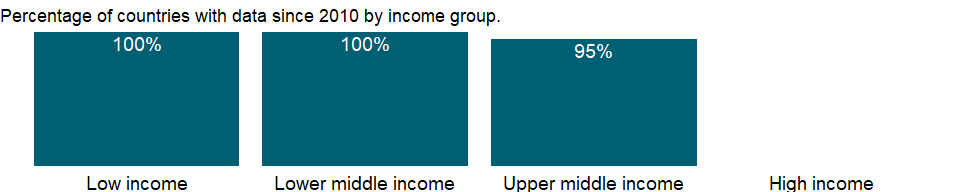 Percentage of countries with data since 2010 by income group.
100% 100% 95%
Low income Lower middle income Upper middle income High income